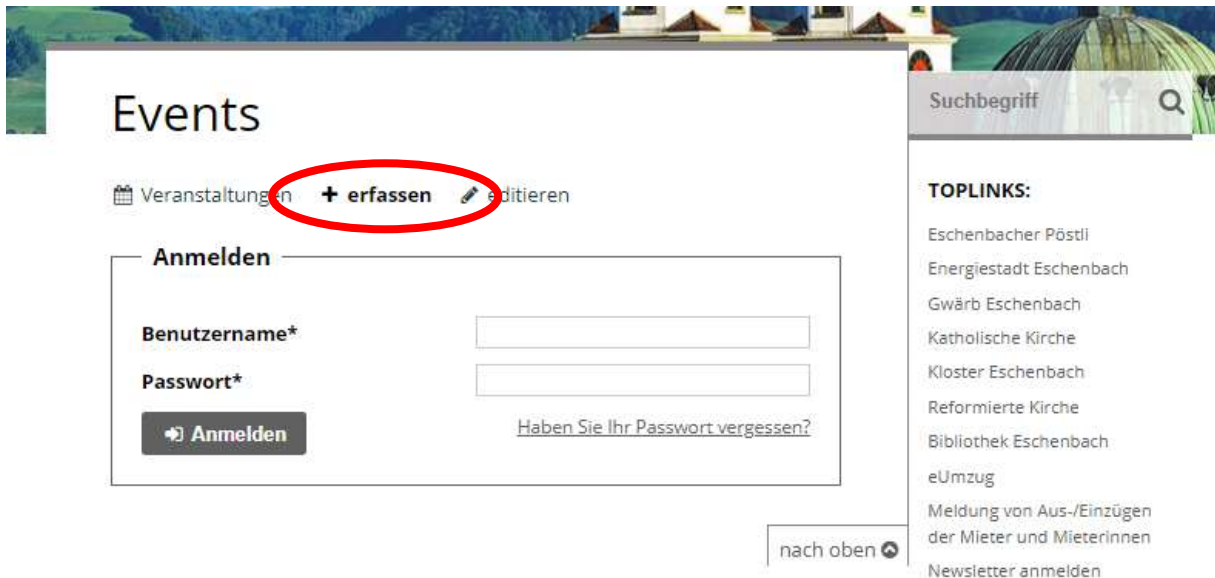 Events
Suchbegriff
Veranstaltungen + erfassen editieren
Anmelden
Benutzername*
Passwort*
Anmelden
Haben Sie Ihr Passwort vergessen?
nach oben
TOPLINKS:
Eschenbacher Pöstli
Energiestadt Eschenbach
Gwärb Eschenbach
Katholische Kirche
Kloster Eschenbach
Reformierte Kirche
Bibliothek Eschenbach
eUmzug
Meldung von Aus-/Einzügen
der Mieter und Mieterinnen
Newsletter anmelden